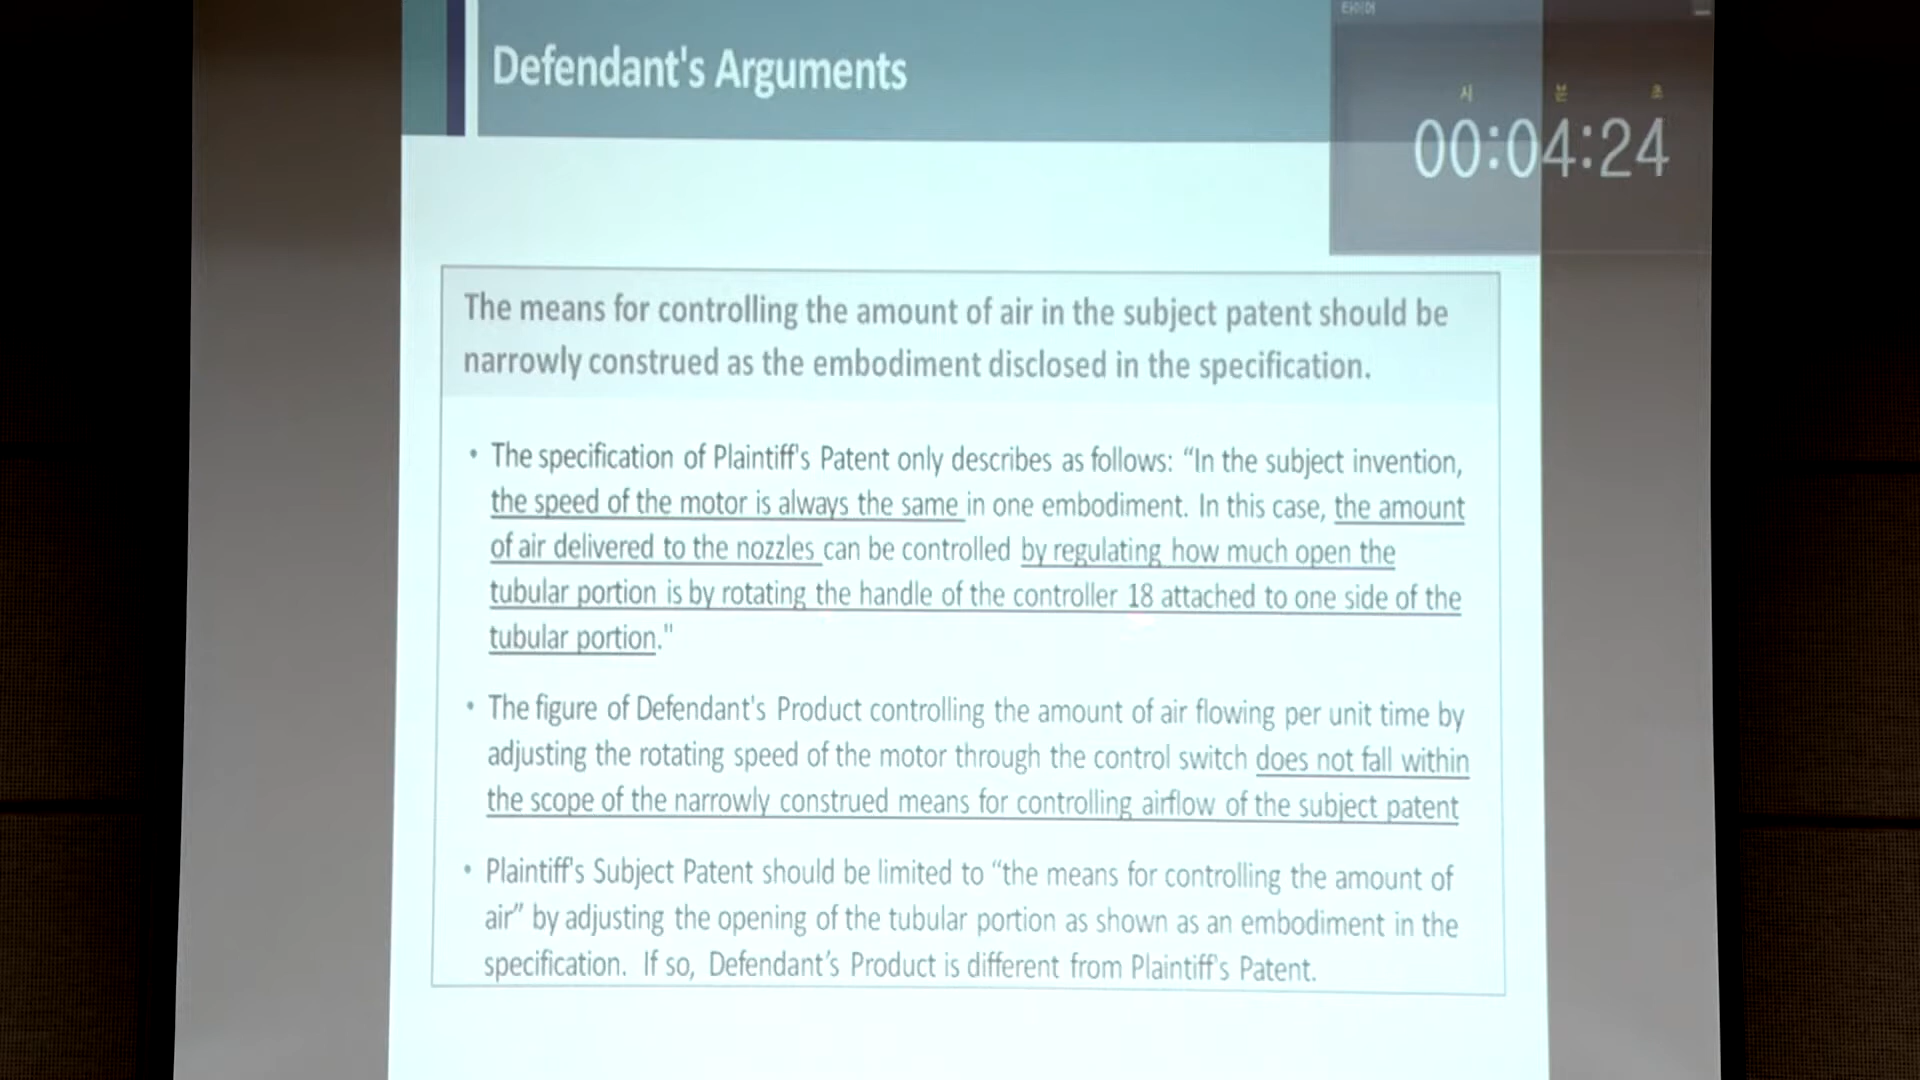 타이머
Defendant's Arguments
시 분 초
00:04:24
The means for controlling the amount of air in the subject patent should be
narrowly construed as the embodiment disclosed in the specification.
• The specification of Plaintiff's Patent only describes as follows: “In the subject invention,
the speed of the motor is always the same in one embodiment. In this case, the amount
of air delivered to the nozzles can be controlled by regulating how much open the
tubular portion is by rotating the handle of the controller 18 attached to one side of the
tubular portion."
• The figure of Defendant's Product controlling the amount of air flowing per unit time by
adjusting the rotating speed of the motor through the control switch does not fall within
the scope of the narrowly construed means for controlling airflow of the subject patent
• Plaintiff's Subject Patent should be limited to “the means for controlling the amount of
air” by adjusting the opening of the tubular portion as shown as an embodiment in the
specification. If so, Defendant’s Product is different from Plaintiff's Patent.